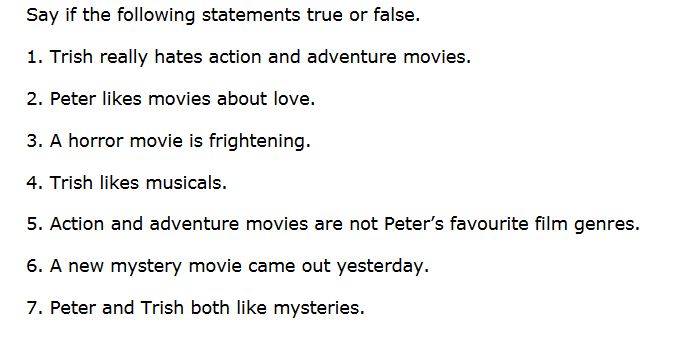 Say if the following statements true or false.
1. Trish really hates action and adventure movies.
2. Peter likes movies about love.
3. A horror movie is frightening.
4. Trish likes musicals.
5. Action and adventure movies are not Peter’s favourite film genres.
6. A new mystery movie came out yesterday.
7. Peter and Trish both like mysteries.